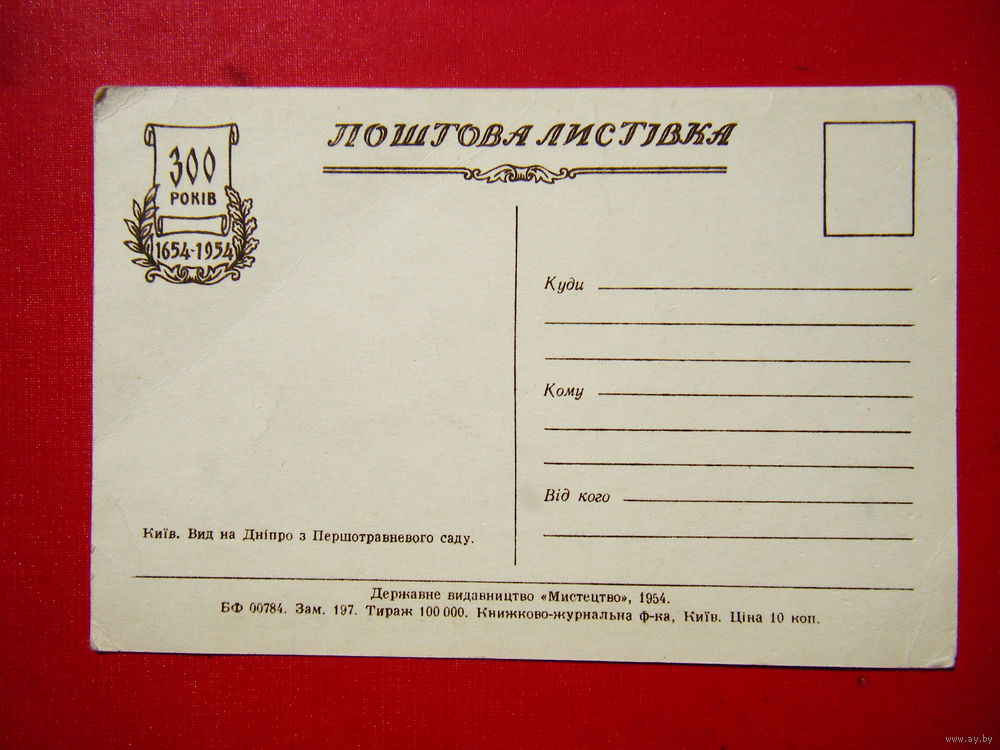 ПОШТОВА ЛИСТІВКА
300
РОКІВ
1654-1954
Куди
Кому
Від кого
Київ. Вид на Дніпро з Першотравневого саду.
Державне видавництво «Мистецтво», 1954.
БФ 00784. Зам. 197. Тираж 100 000. Книжково-журнальна ф-ка, Київ. Ціна 10 коп.
www.ay.by